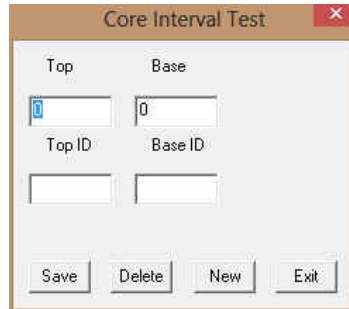 Core Interval Test
Top Base
0 0
Top ID Base ID
Save Delete New Exit